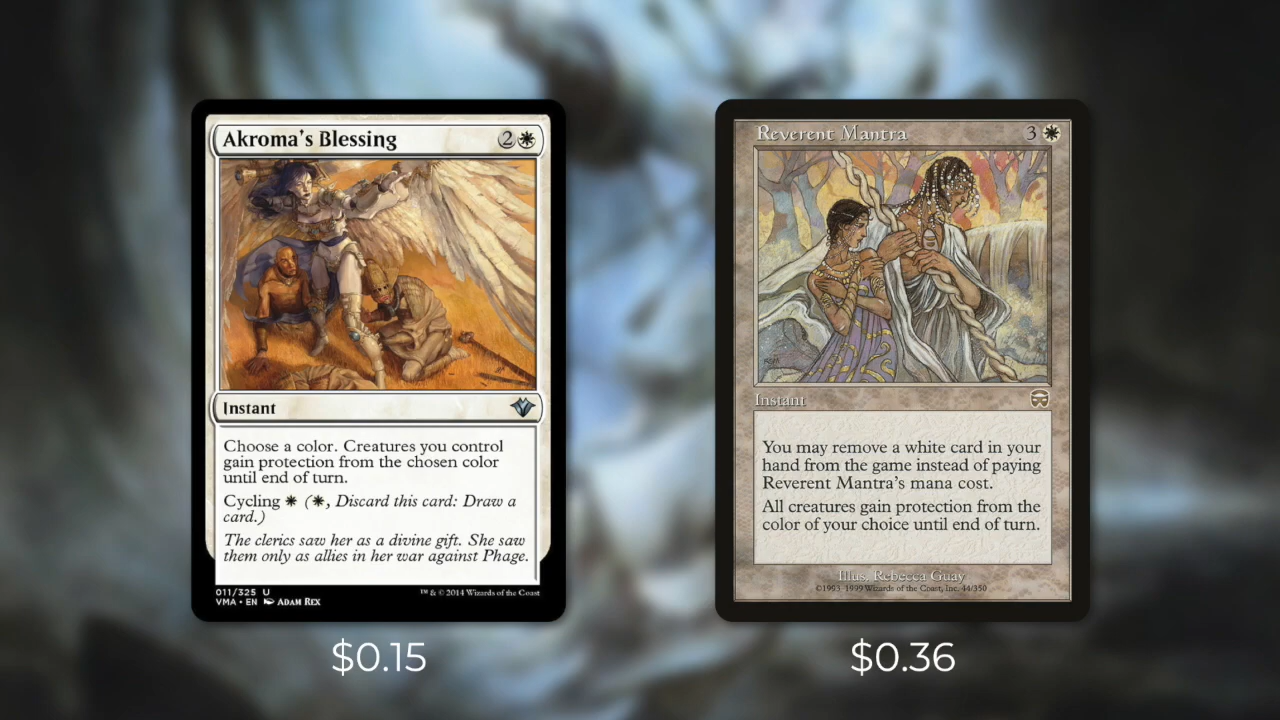 Akroma's Blessing
2
Instant
Choose a color. Creatures you control
gain protection from the chosen color
until end of turn.
Cycling (, Discard this card: Draw a
card.)
The clerics saw her as a divine gift. She saw
them only as allies in her war against Phage.
011/325 U
VMA • EN ADAM REX
™ & © 2014 Wizards of the Coast
$0.15
Reverent Mantra
3
Instant
You may remove a white card in your
hand from the game instead of paying
Reverent Mantra's mana cost.
All creatures gain protection from the
color of your choice until end of turn.
Illus. Rebecca Guay
©1993-1999 Wizards of the Coast, Inc. 44/350
$0.36